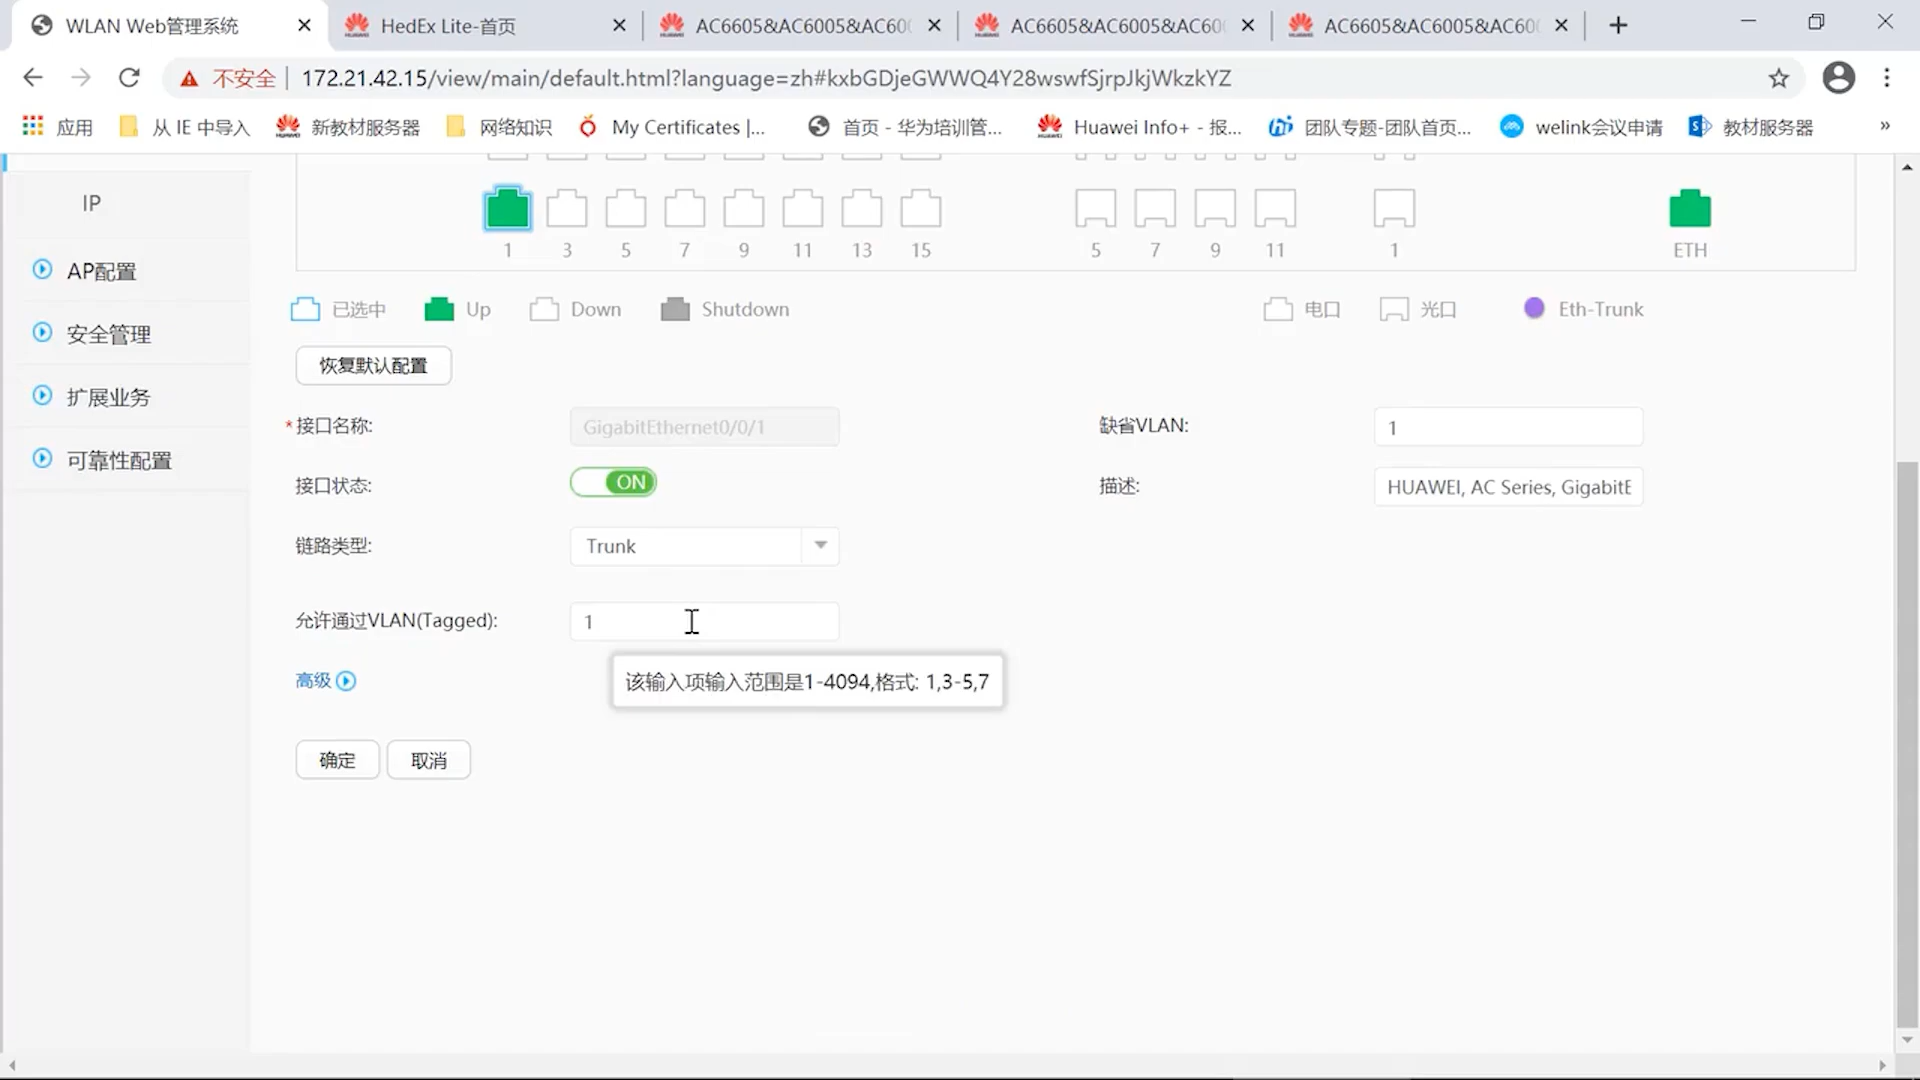 WLAN Web管理系统
HedEx Lite-首页
AC6605&AC6005&AC60
AC6605&AC6005&AC60
AC6605&AC6005&AC60
不安全
172.21.42.15/view/main/default.html?language=zh#kxbGDjeGWWQ4Y28wswfSjrpJkjWkzkYZ
应用
从 IE 中导入
新教材服务器
网络知识
My Certificates |...
首页 - 华为培训管...
Huawei Info+ - 报...
团队专题-团队首页...
welink会议申请
教材服务器
»
IP
AP配置
安全管理
扩展业务
可靠性配置
1 3 5 7 9 11 13 15 5 7 9 11 1 ETH
已选中 Up Down Shutdown 电口 光口 Eth-Trunk
恢复默认配置
*接口名称: GigabitEthernet0/0/1 缺省VLAN: 1
接口状态: ON 描述: HUAWEI, AC Series, GigabitE
链路类型: Trunk
允许通过VLAN(Tagged): 1
高级 该输入项输入范围是1-4094,格式: 1,3-5,7
确定 取消